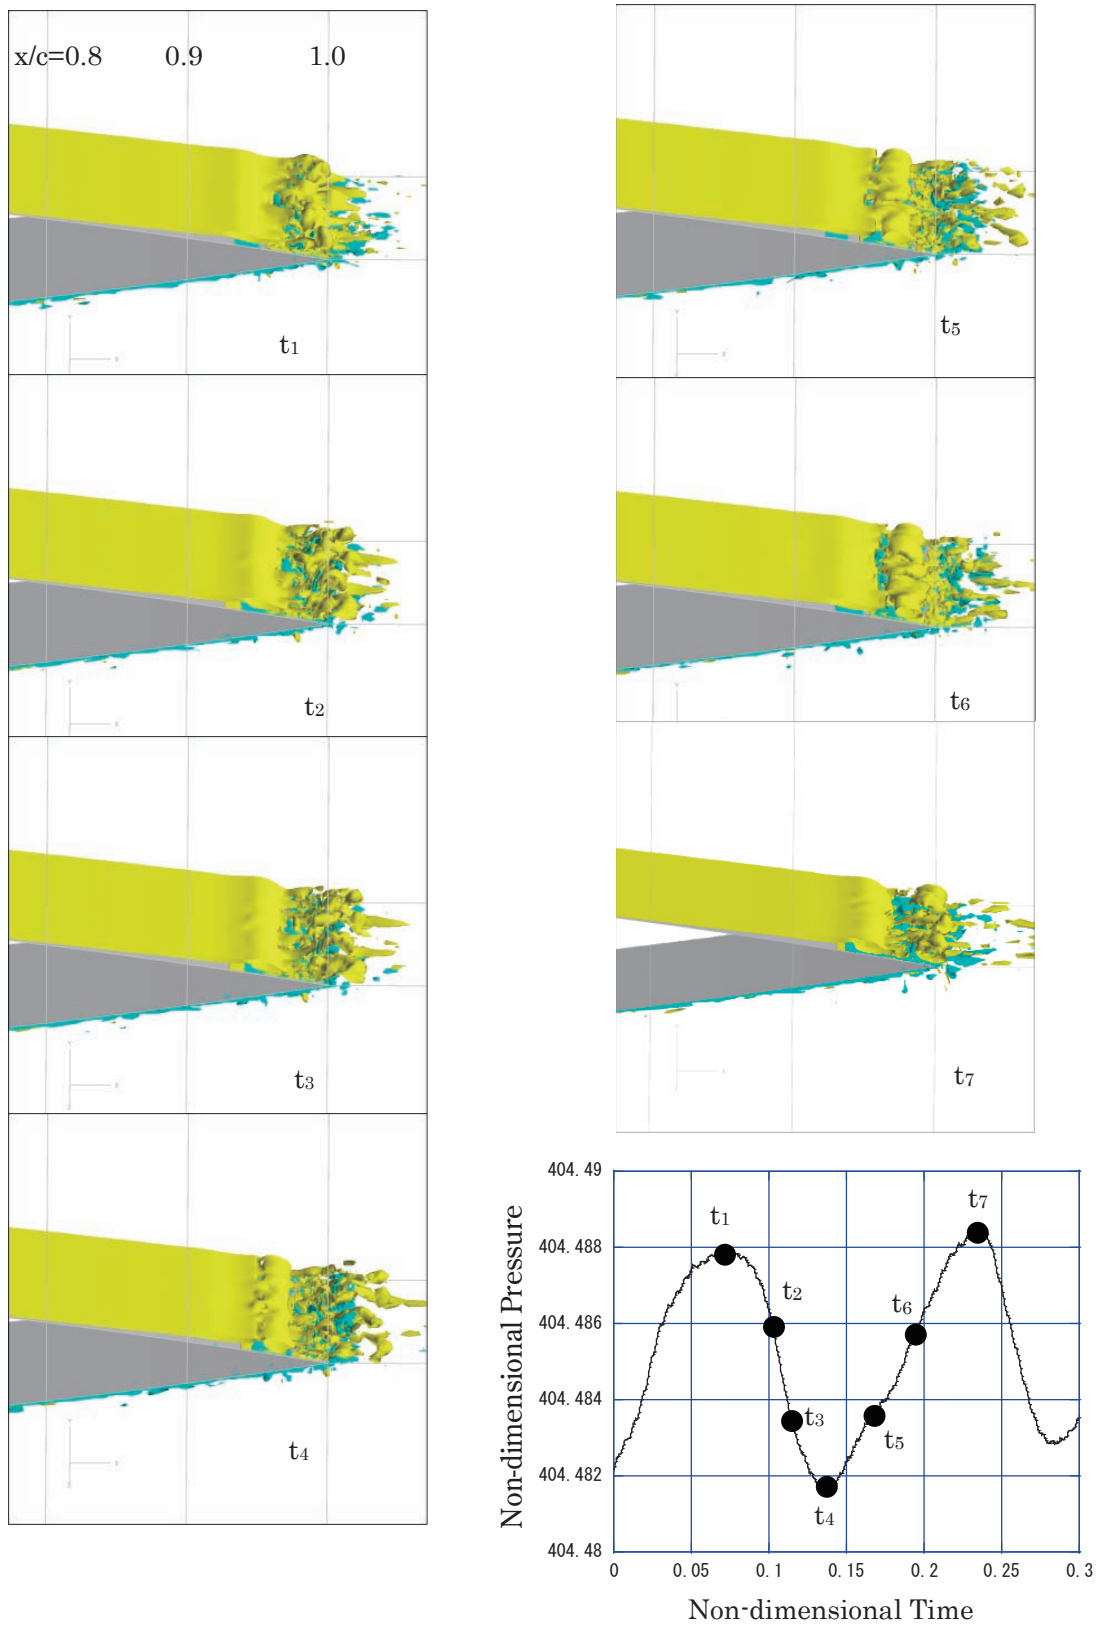 x/c=0.8 0.9 1.0
t1
t2
t3
t4
t5
t6
t7
404.49
404.488
404.486
404.484
404.482
404.48
Non-dimensional Pressure
t1
t2
t3
t4
t5
t6
t7
0 0.05 0.1 0.15 0.2 0.25 0.3
Non-dimensional Time